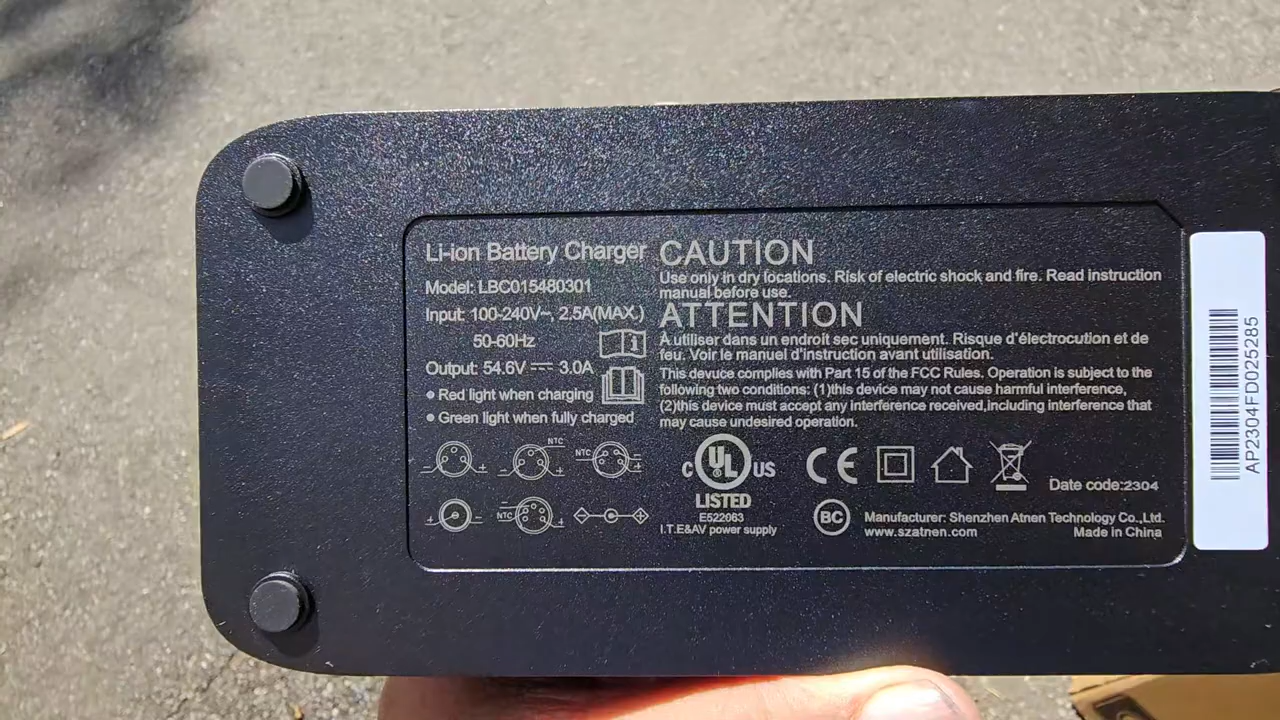 Li-ion Battery Charger
Model: LBC015480301
Input: 100-240V~, 2.5A(MAX.)
50-60Hz
Output: 54.6V⎓ 3.0A
● Red light when charging
● Green light when fully charged
CAUTION
Use only in dry locations. Risk of electric shock and fire. Read instruction
manual before use.
ATTENTION
A utiliser dans un endroit sec uniquement. Risque d'électrocution et de
feu. Voir le manuel d'instruction avant utilisation.
This devuce complies with Part 15 of the FCC Rules. Operation is subject to the
following two conditions: (1)this device may not cause harmful interference,
(2)this device must accept any interference received,including interference that
may cause undesired operation.
− +
NTC
− +
NTC
− +
+ −
NTC
− +
C UL US
LISTED
E522063
I.T.E&AV power supply
CE
Date code:2304
BC
Manufacturer: Shenzhen Atnen Technology Co.,Ltd.
www.szatnen.com
Made in China
AP2304FD025285